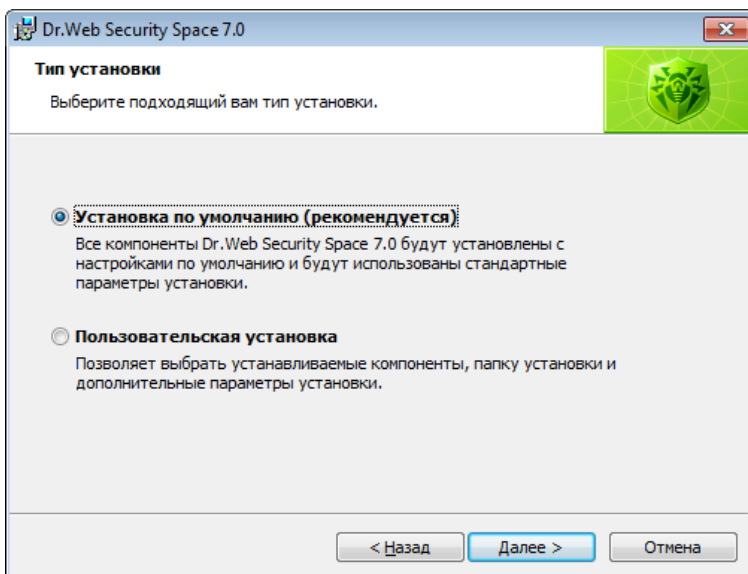 Dr.Web Security Space 7.0
Тип установки
Выберите подходящий вам тип установки.
Установка по умолчанию (рекомендуется)
Все компоненты Dr.Web Security Space 7.0 будут установлены с
настройками по умолчанию и будут использованы стандартные
параметры установки.
Пользовательская установка
Позволяет выбрать устанавливаемые компоненты, папку установки и
дополнительные параметры установки.
< Назад
Далее >
Отмена